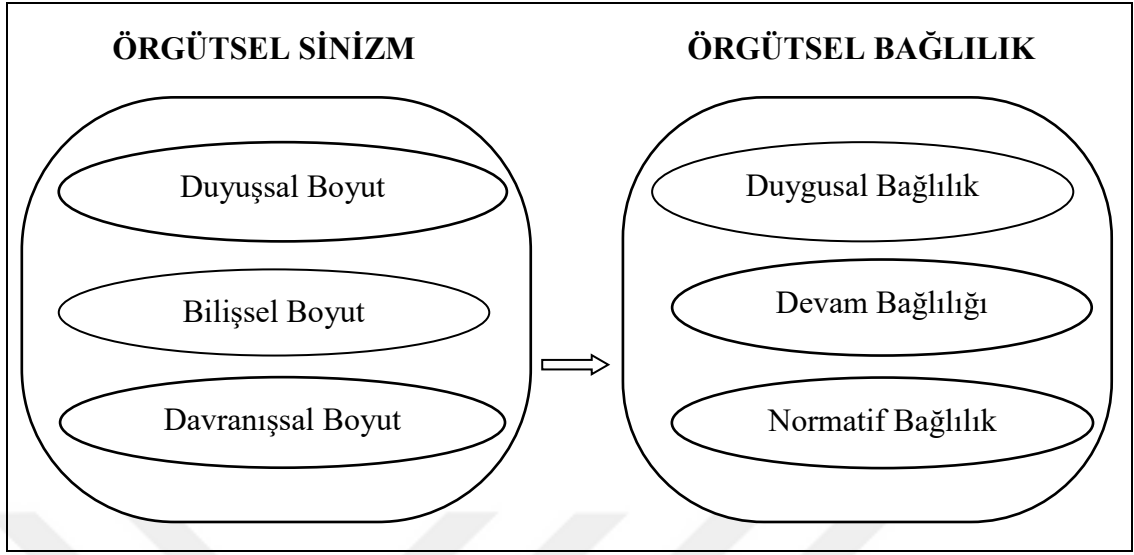 ÖRGÜTSEL SİNİZM
Duyuşsal Boyut
Bilişsel Boyut
Davranışsal Boyut
ÖRGÜTSEL BAĞLILIK
Duygusal Bağlılık
Devam Bağlılığı
Normatif Bağlılık